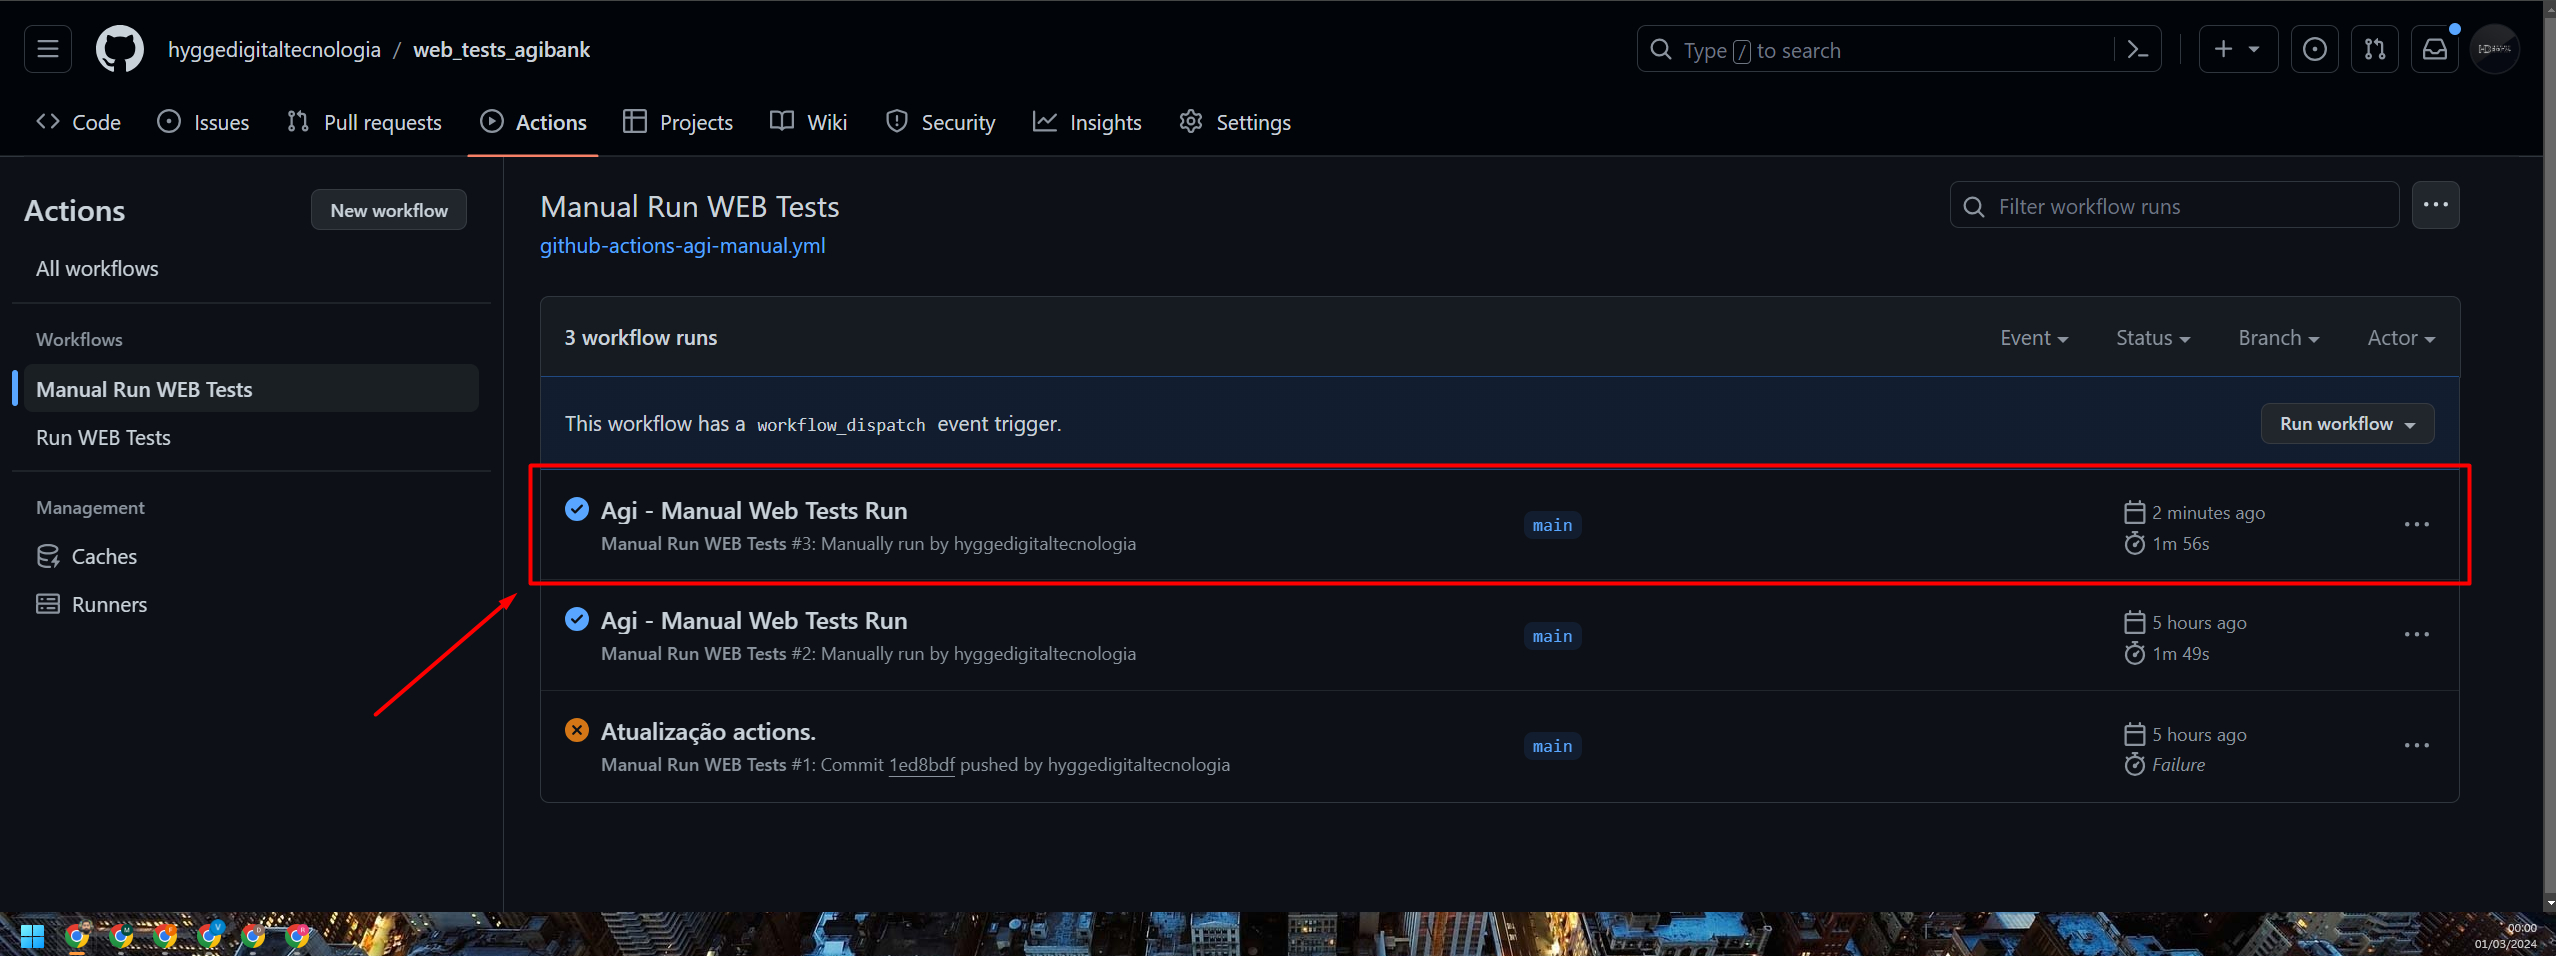 hyggedigitaltecnologia / web_tests_agibank
Type / to search
Code Issues Pull requests Actions Projects Wiki Security Insights Settings
Actions
New workflow
All workflows
Workflows
Manual Run WEB Tests
Run WEB Tests
Management
Caches
Runners
Manual Run WEB Tests
github-actions-agi-manual.yml
Filter workflow runs
3 workflow runs
Event Status Branch Actor
This workflow has a workflow_dispatch event trigger.
Run workflow
Agi - Manual Web Tests Run
Manual Run WEB Tests #3: Manually run by hyggedigitaltecnologia
main
2 minutes ago
1m 56s
Agi - Manual Web Tests Run
Manual Run WEB Tests #2: Manually run by hyggedigitaltecnologia
main
5 hours ago
1m 49s
Atualização actions.
Manual Run WEB Tests #1: Commit 1ed8bdf pushed by hyggedigitaltecnologia
main
5 hours ago
Failure
00:00
01/03/2024